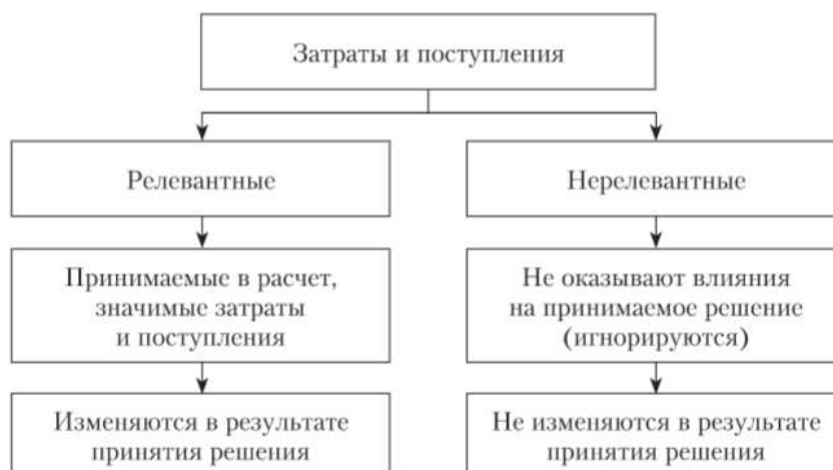 Затраты и поступления
Релевантные
Нерелевантные
Принимаемые в расчет,
значимые затраты
и поступления
Не оказывают влияния
на принимаемое решение
(игнорируются)
Изменяются в результате
принятия решения
Не изменяются в результате
принятия решения